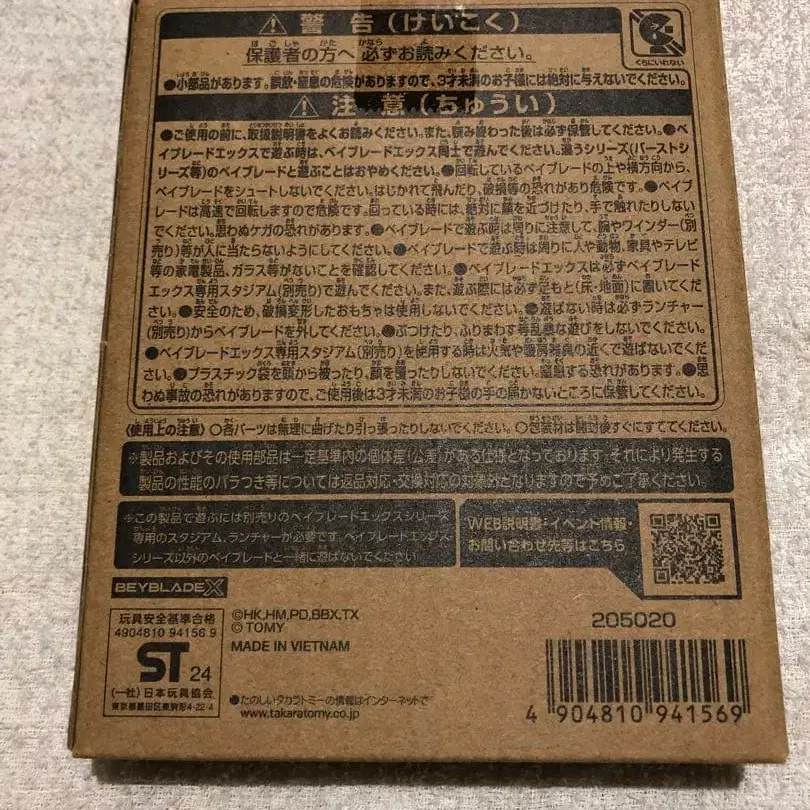 警告(けいこく)
くちにいれない
保護者の方へ 必ずお読みください。
●小部品があります。誤飲・窒息の危険がありますので、3才未満のお子様には絶対に与えないでください。
注意(ちゅうい)
●ご使用の前に、取扱説明書をよくお読みください。また、読み終わった後は必ず保管してください。●ベ
イブレードエックスで遊ぶ時は、ベイブレードエックス同士で遊んでください。違うシリーズ(バーストシ
リーズ等)のベイブレードと遊ぶことはおやめください。●回転しているベイブレードの上や横方向から、
ベイブレードをシュートしないでください。はじかれて飛んだり、破損等の恐れがあり危険です。●ベイブ
レードは高速で回転しますので危険です。回っている時には、絶対に顔を近づけたり、手で触れたりしない
でください。思わぬケガの恐れがあります。●ベイブレードで遊ぶ時は周りに注意して、腕やワインダー(別
売り)等が人に当たらないようにしてください。●ベイブレードで遊ぶ時は周りに人や動物、家具やテレビ
等の家電製品、ガラス等がないことを確認してください。●ベイブレードエックスは必ずベイブレード
エックス専用スタジアム(別売り)で遊んでください。また、遊ぶ際には必ず足もと(床・地面)に置いてくだ
さい。●安全のため、破損変形したおもちゃは使用しないでください。●遊ばない時は必ずランチャー
(別売り)からベイブレードを外してください。●ぶつけたり、ふりまわす等乱暴な遊びをしないでください。
●ベイブレードエックス専用スタジアム(別売り)を使用する時は火気や暖房器具の近くで遊ばないでくだ
さい。●プラスチック袋を頭から被ったり、顔を覆ったりしないでください。窒息する恐れがあります。●思
わぬ事故の恐れがありますので、ご使用後は3才未満のお子様の手の届かないところに保管してください。
〈使用上の注意〉○各パーツは無理に曲げたり引っ張ったりしないでください。○包装材は開封後すぐにすててください。
※製品およびその使用部品は一定基準内の個体差(公差)がある仕様となっております。それにより発生する
製品の性能のバラつき等については返品対応・交換対応の対象外となりますので予めご了承ください。
※この製品で遊ぶには別売りのベイブレードエックスシリーズ
専用のスタジアム、ランチャーが必要です。ベイブレードエックス
シリーズ以外のベイブレードと一緒に遊ばないでください
WEB説明書・イベント情報・
お問い合わせ先等はこちら
BEYBLADE X
玩具安全基準合格
4904810 94156 9
ST 24
(一社)日本玩具協会
東京都墨田区東駒形4-22-4
©HK,HM,PD,BBX,TX
© TOMY
MADE IN VIETNAM
●たのしいタカラトミーの情報はインターネットで
www.takaratomy.co.jp
205020
4 904810 941569